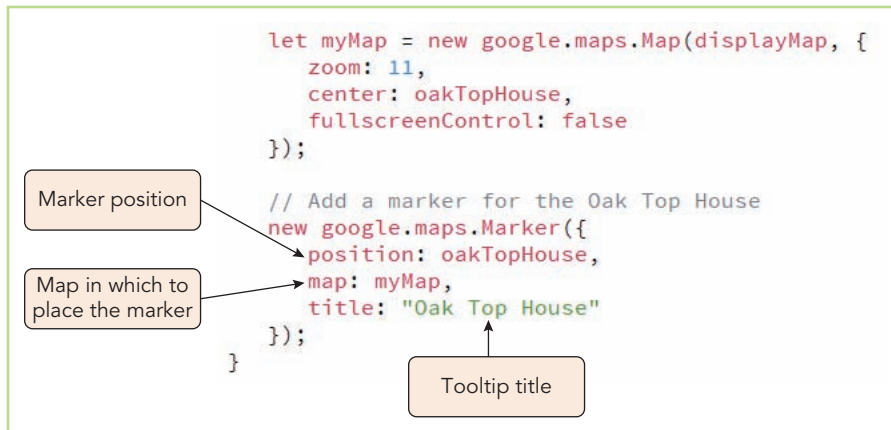 let myMap = new google.maps.Map(displayMap, {
zoom: 11,
center: oakTopHouse,
fullscreenControl: false
});
Marker position
// Add a marker for the Oak Top House
new google.maps.Marker({
position: oakTopHouse,
Map in which to
place the marker
map: myMap,
title: "Oak Top House"
});
}
Tooltip title